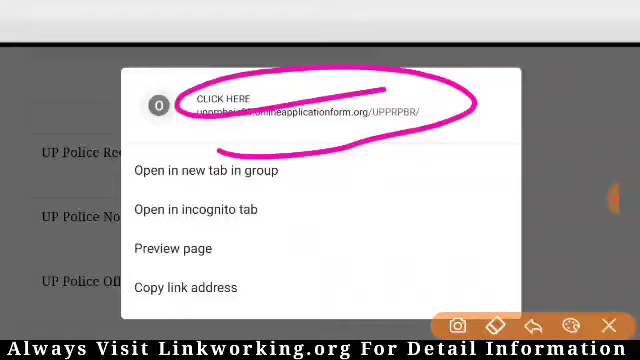 CLICK HERE
onlineapplicationform.org/UPPRPBR/
UP Police Re
Open in new tab in group
Open in incognito tab
UP Police No
Preview page
UP Police Off
Copy link address
Always Visit Linkworking.org For Detail Information